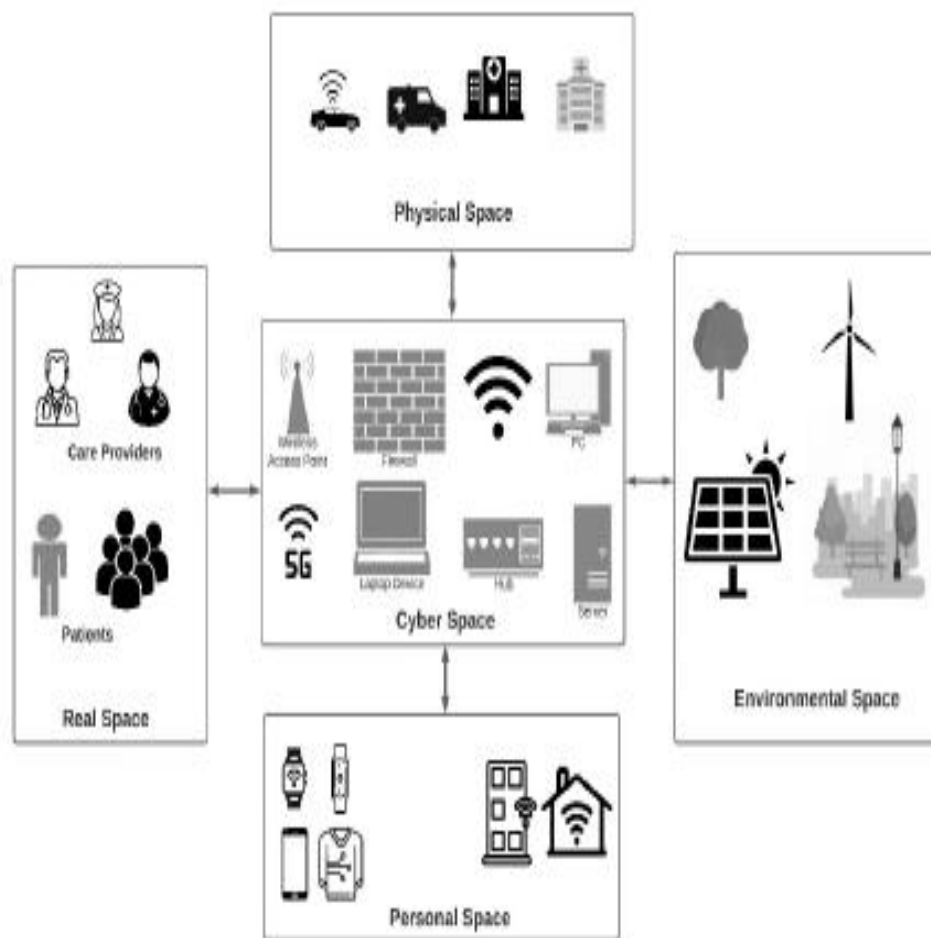 Physical Space
Care Providers
Patients
Real Space
Wireless
Access Point
Firewall
PC
5G
Laptop Device
Hub
Server
Cyber Space
Environmental Space
Personal Space